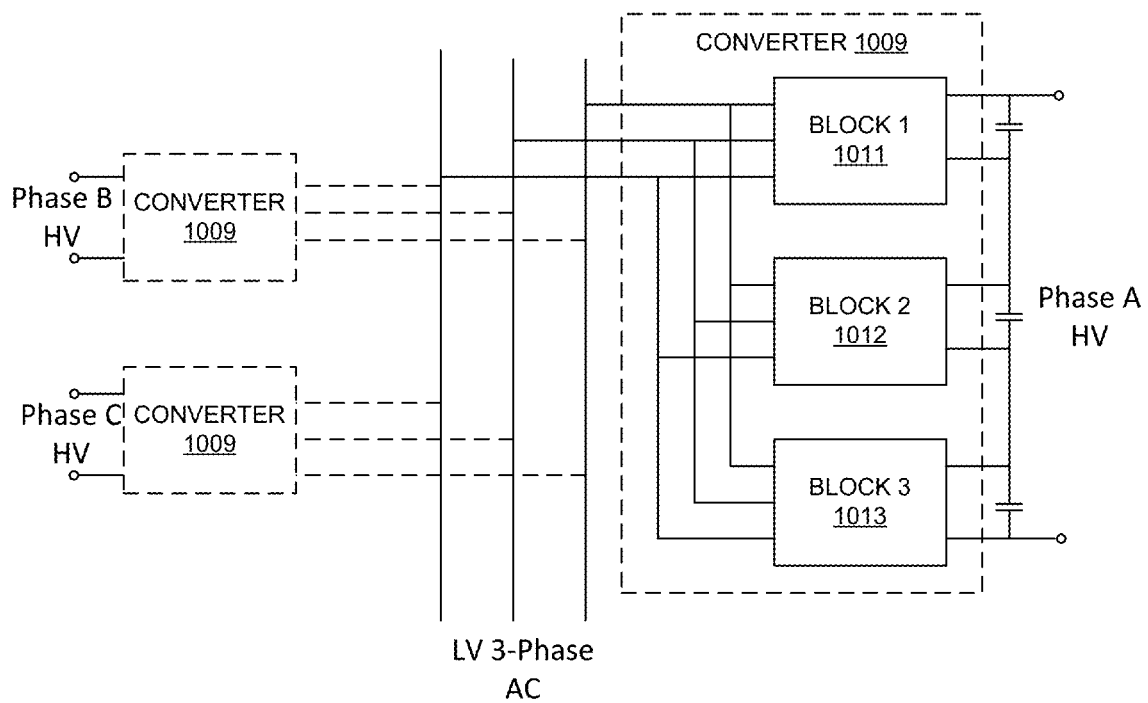 CONVERTER 1009
BLOCK 1
1011
Phase B
HV
CONVERTER
1009
BLOCK 2
1012
Phase A
HV
Phase C
HV
CONVERTER
1009
BLOCK 3
1013
LV 3-Phase
AC